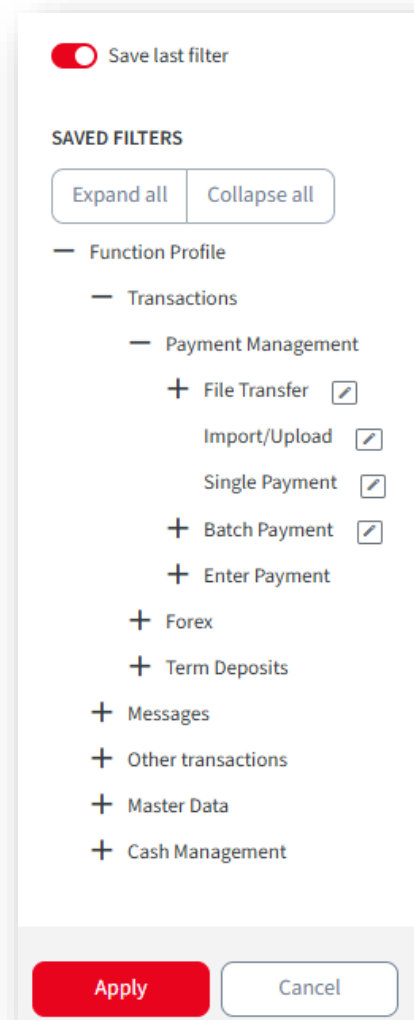 Save last filter
SAVED FILTERS
Expand all Collapse all
Function Profile
Transactions
Payment Management
File Transfer
Import/Upload
Single Payment
Batch Payment
Enter Payment
Forex
Term Deposits
Messages
Other transactions
Master Data
Cash Management
Apply Cancel